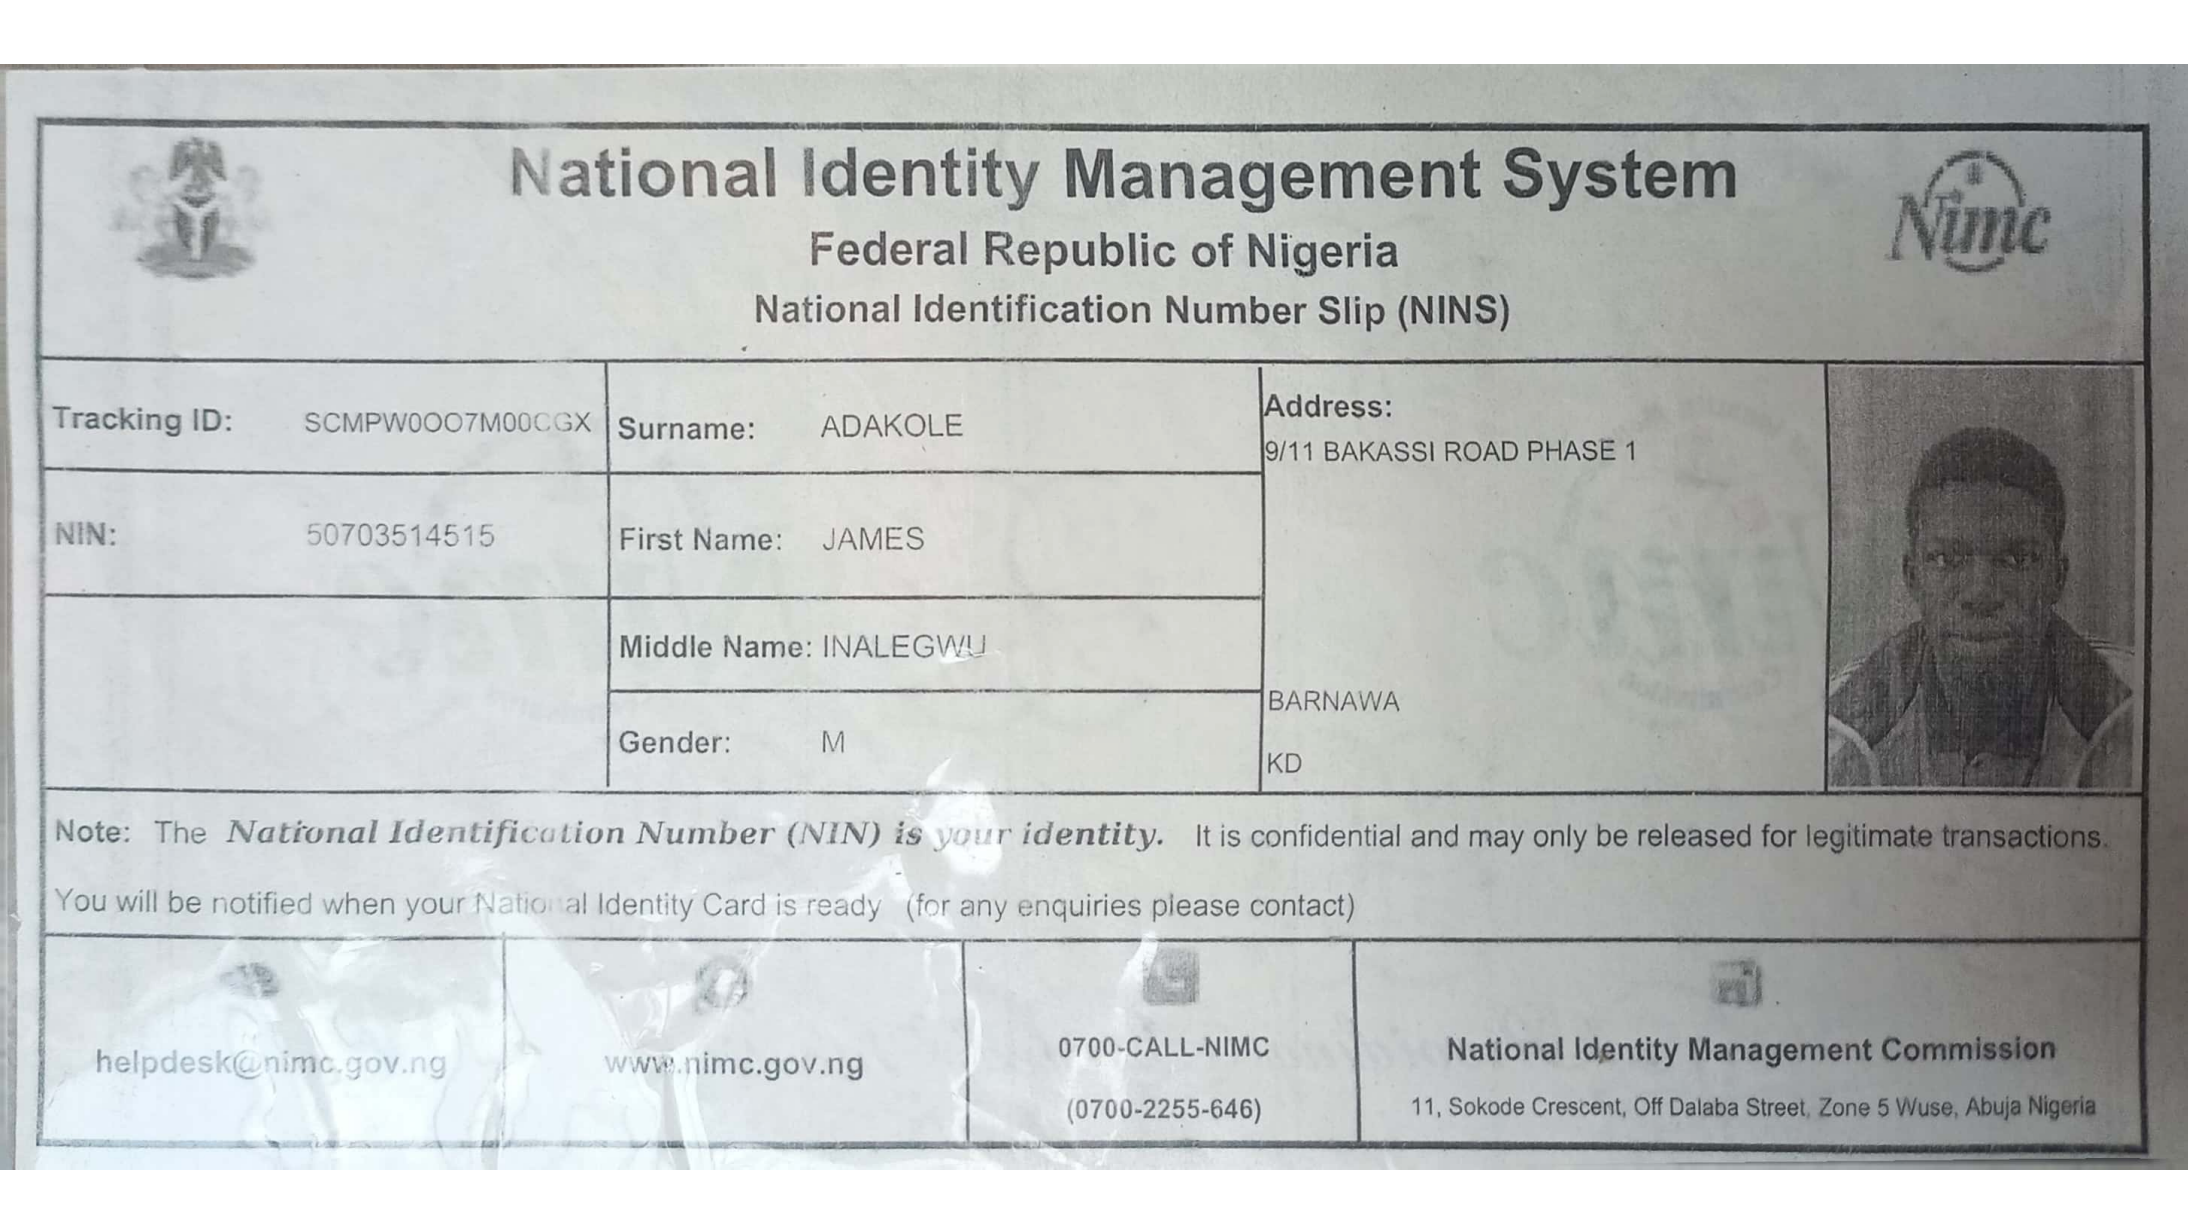 National Identity Management System
Federal Republic of Nigeria
National Identification Number Slip (NINS)
Nimc
Tracking ID: SCMPW0OO7M00CGX
Surname: ADAKOLE
Address:
9/11 BAKASSI ROAD PHASE 1
NIN: 50703514515
First Name: JAMES
Middle Name: INALEGWU
BARNAWA
Gender: M
KD
Note: The National Identification Number (NIN) is your identity. It is confidential and may only be released for legitimate transactions.
You will be notified when your National Identity Card is ready (for any enquiries please contact)
helpdesk@nimc.gov.ng
www.nimc.gov.ng
0700-CALL-NIMC
(0700-2255-646)
National Identity Management Commission
11, Sokode Crescent, Off Dalaba Street, Zone 5 Wuse, Abuja Nigeria